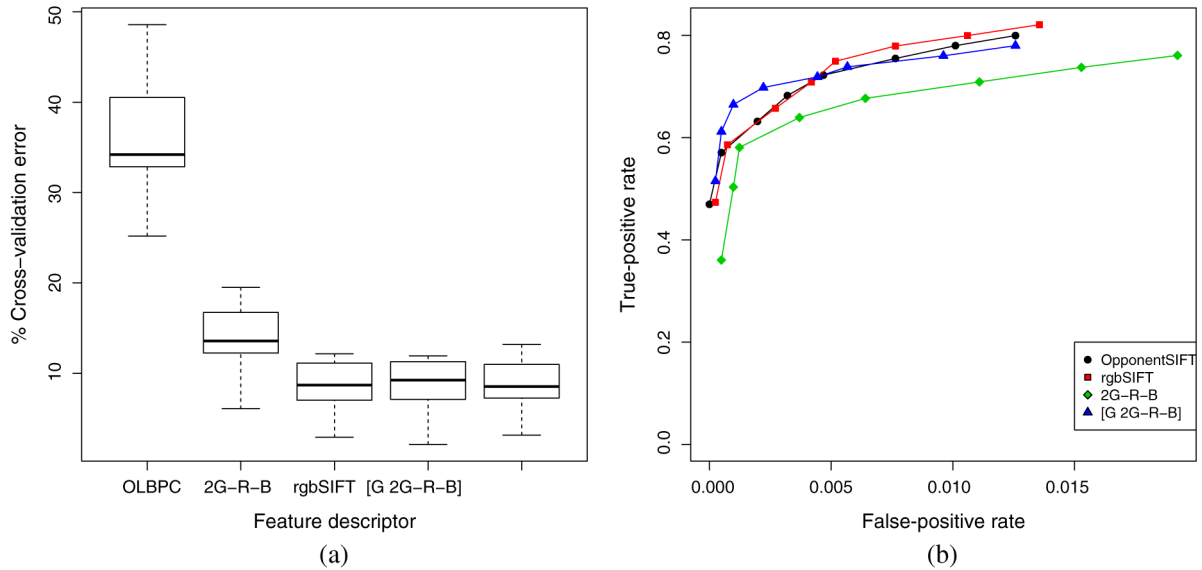 50
40
30
20
10
% Cross−validation error
OLBPC 2G−R−B rgbSIFT [G 2G−R−B]
Feature descriptor
(a)
0.8
0.6
0.4
0.2
0.0
True−positive rate
OpponentSIFT
rgbSIFT
2G−R−B
[G 2G−R−B]
0.000 0.005 0.010 0.015
False−positive rate
(b)